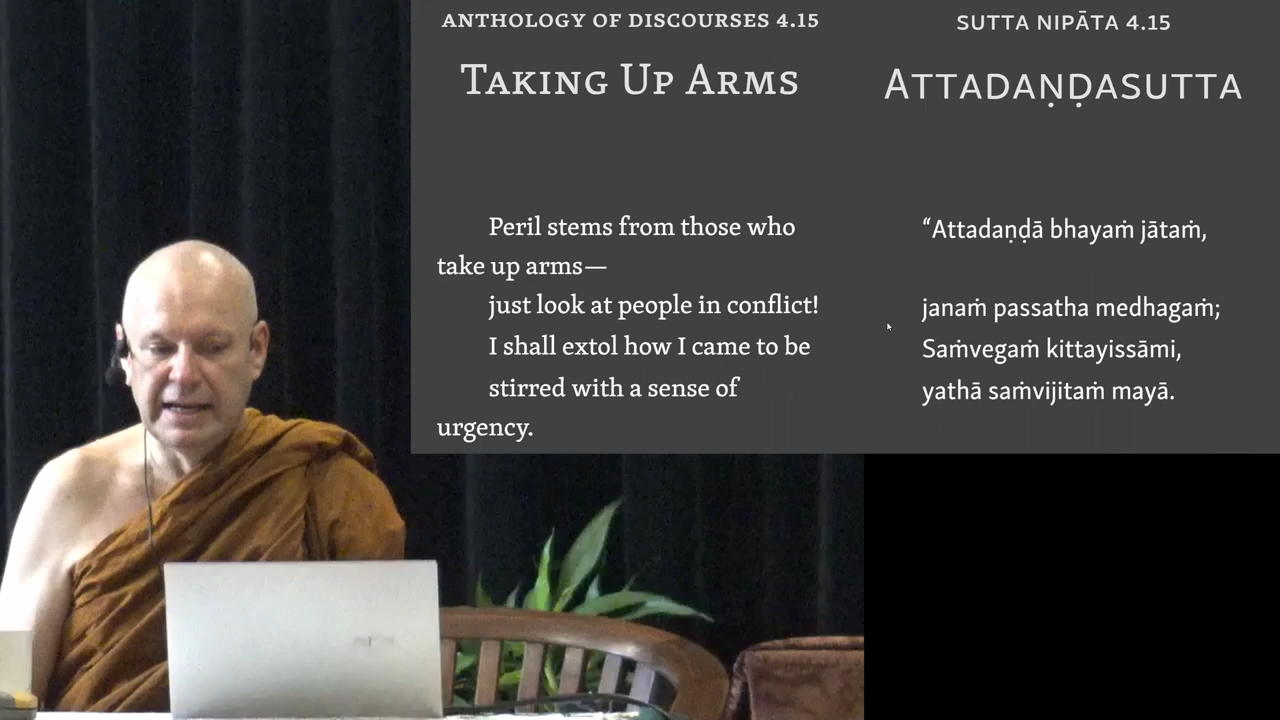 ANTHOLOGY OF DISCOURSES 4.15
TAKING UP ARMS
Peril stems from those who
take up arms—
just look at people in conflict!
I shall extol how I came to be
stirred with a sense of
urgency.
SUTTA NIPĀTA 4.15
ATTADAṆḌASUTTA
“Attadaṇḍā bhayaṁ jātaṁ,
janaṁ passatha medhagaṁ;
Saṁvegaṁ kittayissāmi,
yathā saṁvijitaṁ mayā.